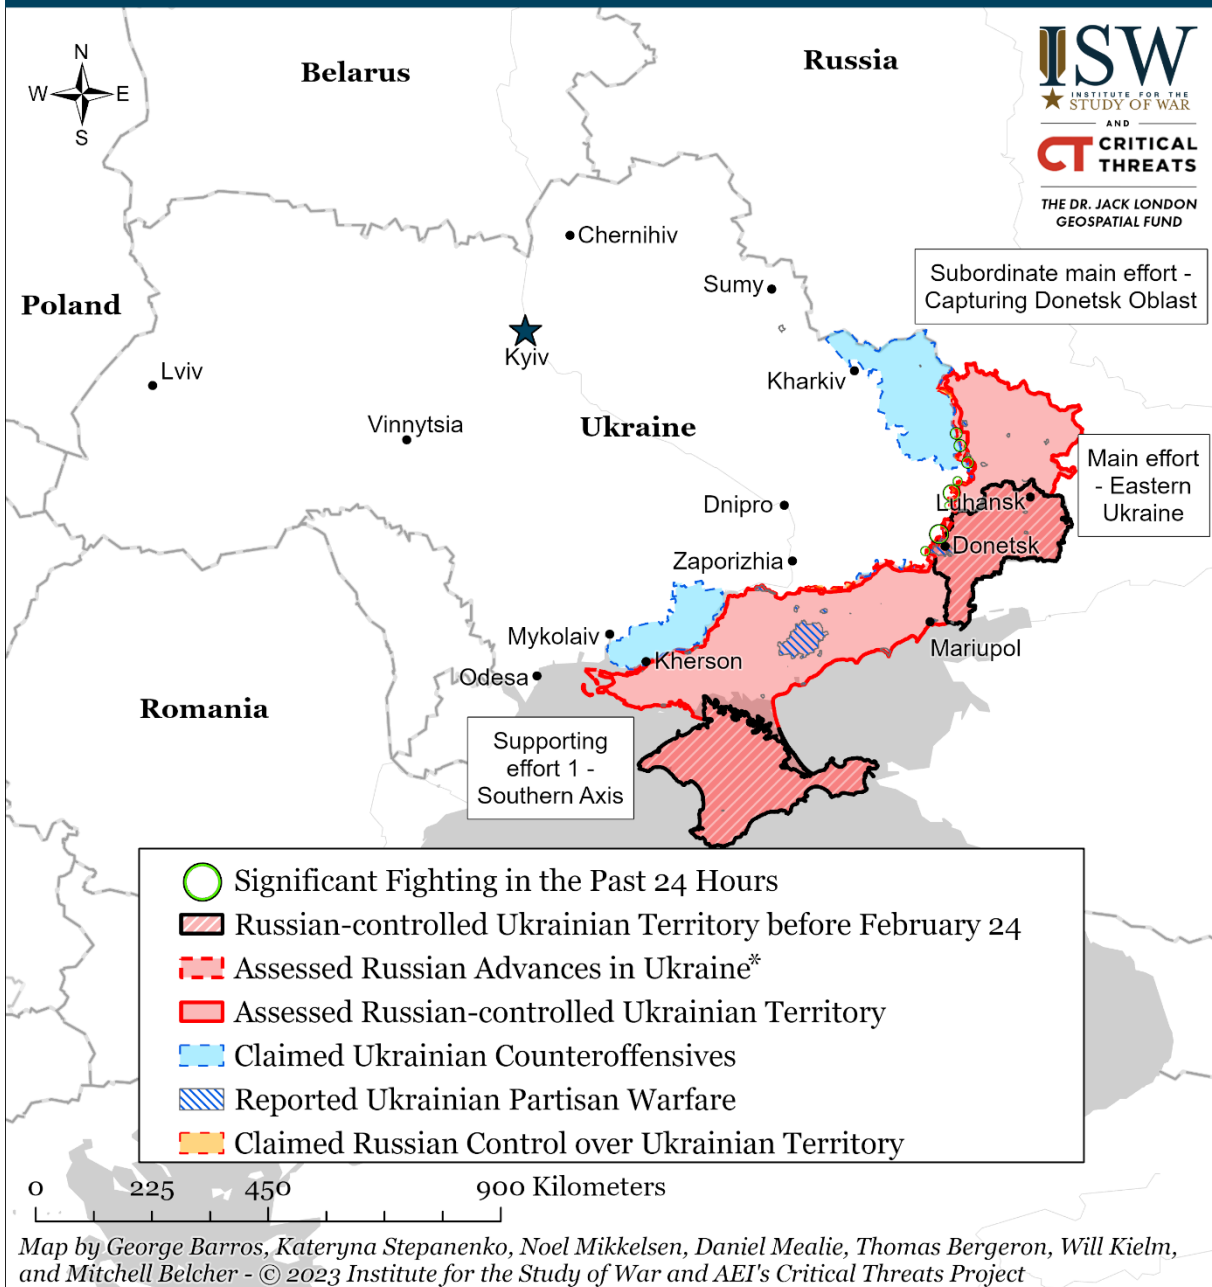 N
W E
S
Belarus
Russia
ISW
INSTITUTE FOR THE
STUDY OF WAR
AND
CT CRITICAL
THREATS
THE DR. JACK LONDON
GEOSPATIAL FUND
Chernihiv
Sumy
Subordinate main effort -
Capturing Donetsk Oblast
Poland
Kyiv
Lviv
Kharkiv
Vinnytsia
Ukraine
Main effort
- Eastern
Ukraine
Dnipro
Luhansk
Donetsk
Zaporizhia
Mykolaiv
Mariupol
Kherson
Odesa
Romania
Supporting
effort 1 -
Southern Axis
Significant Fighting in the Past 24 Hours
Russian-controlled Ukrainian Territory before February 24
Assessed Russian Advances in Ukraine*
Assessed Russian-controlled Ukrainian Territory
Claimed Ukrainian Counteroffensives
Reported Ukrainian Partisan Warfare
Claimed Russian Control over Ukrainian Territory
0 225 450 900 Kilometers
Map by George Barros, Kateryna Stepanenko, Noel Mikkelsen, Daniel Mealie, Thomas Bergeron, Will Kielm,
and Mitchell Belcher - © 2023 Institute for the Study of War and AEI's Critical Threats Project